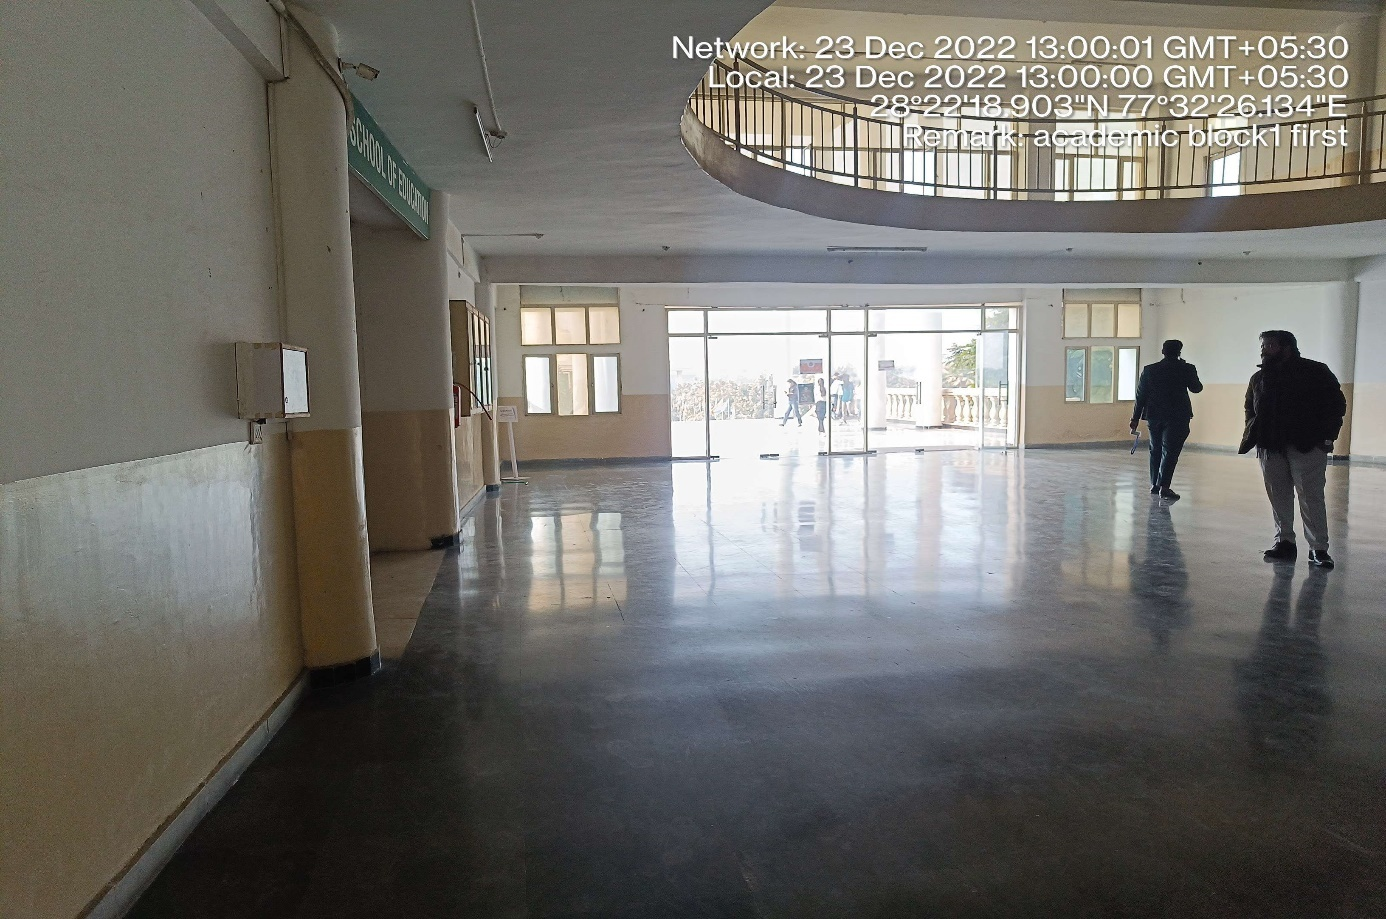 Network: 23 Dec 2022 13:00:01 GMT+05:30
Local: 23 Dec 2022 13:00:00 GMT+05:30
28°22'18.903"N 77°32'26.134"E
Remark: academic block1 first
SCHOOL OF EDUCATION